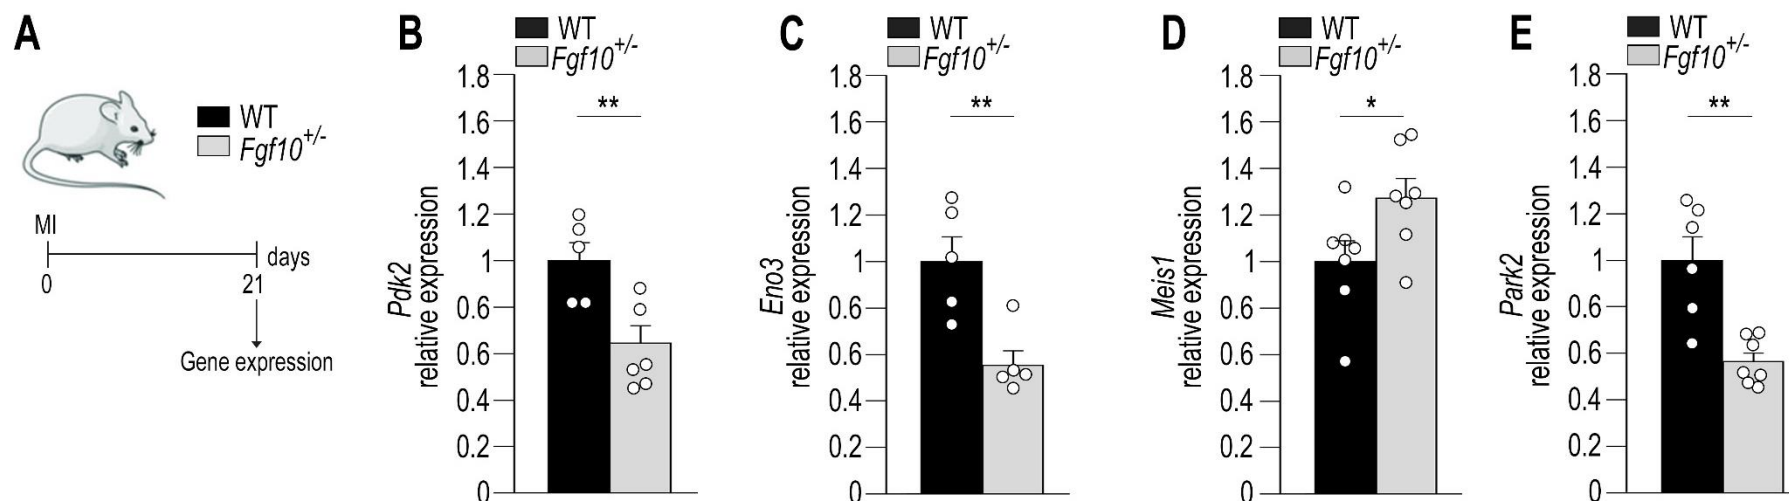 A
WT
Fgf10+/-
MI
days
0
21
Gene expression
B
WT
Fgf10+/-
**
Pdk2
relative expression
1.8
1.6
1.4
1.2
1
0.8
0.6
0.4
0.2
0
C
WT
Fgf10+/-
**
Eno3
relative expression
1.8
1.6
1.4
1.2
1
0.8
0.6
0.4
0.2
0
D
WT
Fgf10+/-
*
Meis1
relative expression
1.8
1.6
1.4
1.2
1
0.8
0.6
0.4
0.2
0
E
WT
Fgf10+/-
**
Park2
relative expression
1.8
1.6
1.4
1.2
1
0.8
0.6
0.4
0.2
0